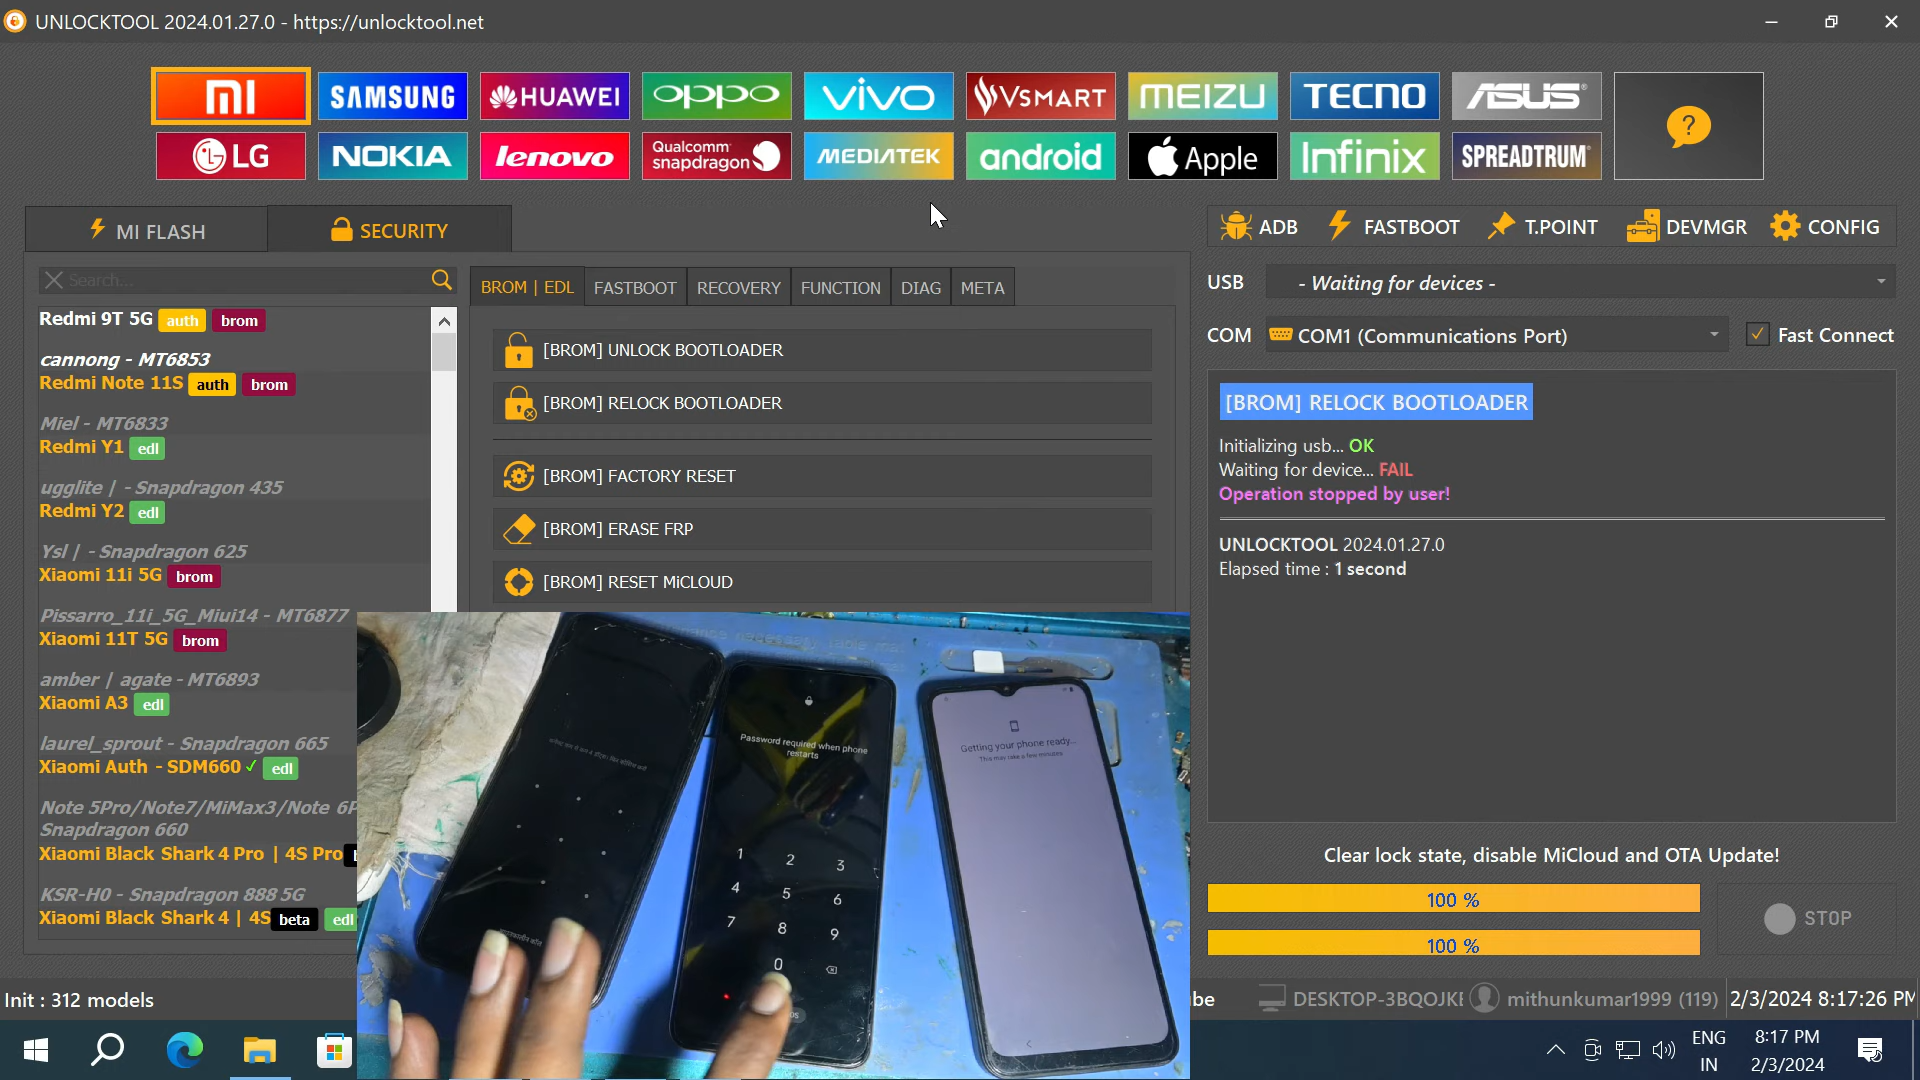 UNLOCKTOOL 2024.01.27.0 - https://unlocktool.net
mi SAMSUNG HUAWEI oppo vivo VSMART MEIZU TECNO ASUS
LG NOKIA lenovo Qualcomm snapdragon MEDIATEK android Apple Infinix SPREADTRUM ?
MI FLASH SECURITY
ADB FASTBOOT T.POINT DEVMGR CONFIG
Search...
BROM | EDL FASTBOOT RECOVERY FUNCTION DIAG META
USB - Waiting for devices -
COM COM1 (Communications Port) Fast Connect
Redmi 9T 5G auth brom
cannong - MT6853
Redmi Note 11S auth brom
Miel - MT6833
Redmi Y1 edl
ugglite | - Snapdragon 435
Redmi Y2 edl
Ysl | - Snapdragon 625
Xiaomi 11i 5G brom
Pissarro_11i_5G_Miui14 - MT6877
Xiaomi 11T 5G brom
amber | agate - MT6893
Xiaomi A3 edl
laurel_sprout - Snapdragon 665
Xiaomi Auth - SDM660 ✓ edl
Note 5Pro/Note7/MiMax3/Note 6P
Snapdragon 660
Xiaomi Black Shark 4 Pro | 4S Pro
KSR-H0 - Snapdragon 888 5G
Xiaomi Black Shark 4 | 4S beta edl
[BROM] UNLOCK BOOTLOADER
[BROM] RELOCK BOOTLOADER
[BROM] FACTORY RESET
[BROM] ERASE FRP
[BROM] RESET MiCLOUD
[BROM] RELOCK BOOTLOADER
Initializing usb... OK
Waiting for device... FAIL
Operation stopped by user!
UNLOCKTOOL 2024.01.27.0
Elapsed time : 1 second
Password required when phone
restarts
1 2 3
4 5 6
7 8 9
0
Getting your phone ready...
This may take a few minutes
Clear lock state, disable MiCloud and OTA Update!
100 %
100 %
STOP
Init : 312 models
be DESKTOP-3BQOJKE mithunkumar1999 (119) 2/3/2024 8:17:26 PM
ENG
IN
8:17 PM
2/3/2024